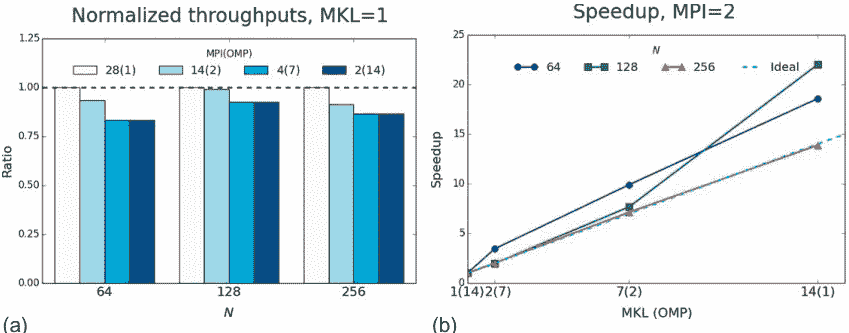 Normalized throughputs, MKL=1
MPI(OMP)
28(1) 14(2) 4(7) 2(14)
1.25
1.00
0.75
0.50
0.25
0.00
Ratio
64 128 256
N
(a)
Speedup, MPI=2
N
64 128 256 Ideal
25
20
15
10
5
0
Speedup
1(14)2(7) 7(2) 14(1)
MKL (OMP)
(b)